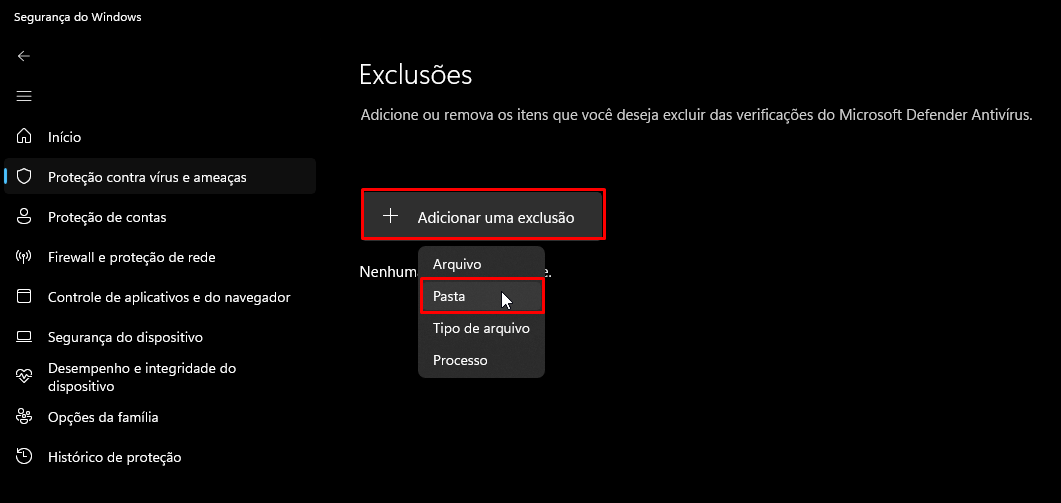 Segurança do Windows
Início
Proteção contra vírus e ameaças
Proteção de contas
Firewall e proteção de rede
Controle de aplicativos e do navegador
Segurança do dispositivo
Desempenho e integridade do
dispositivo
Opções da família
Histórico de proteção
Exclusões
Adicione ou remova os itens que você deseja excluir das verificações do Microsoft Defender Antivírus.
Adicionar uma exclusão
Arquivo
Pasta
Tipo de arquivo
Processo